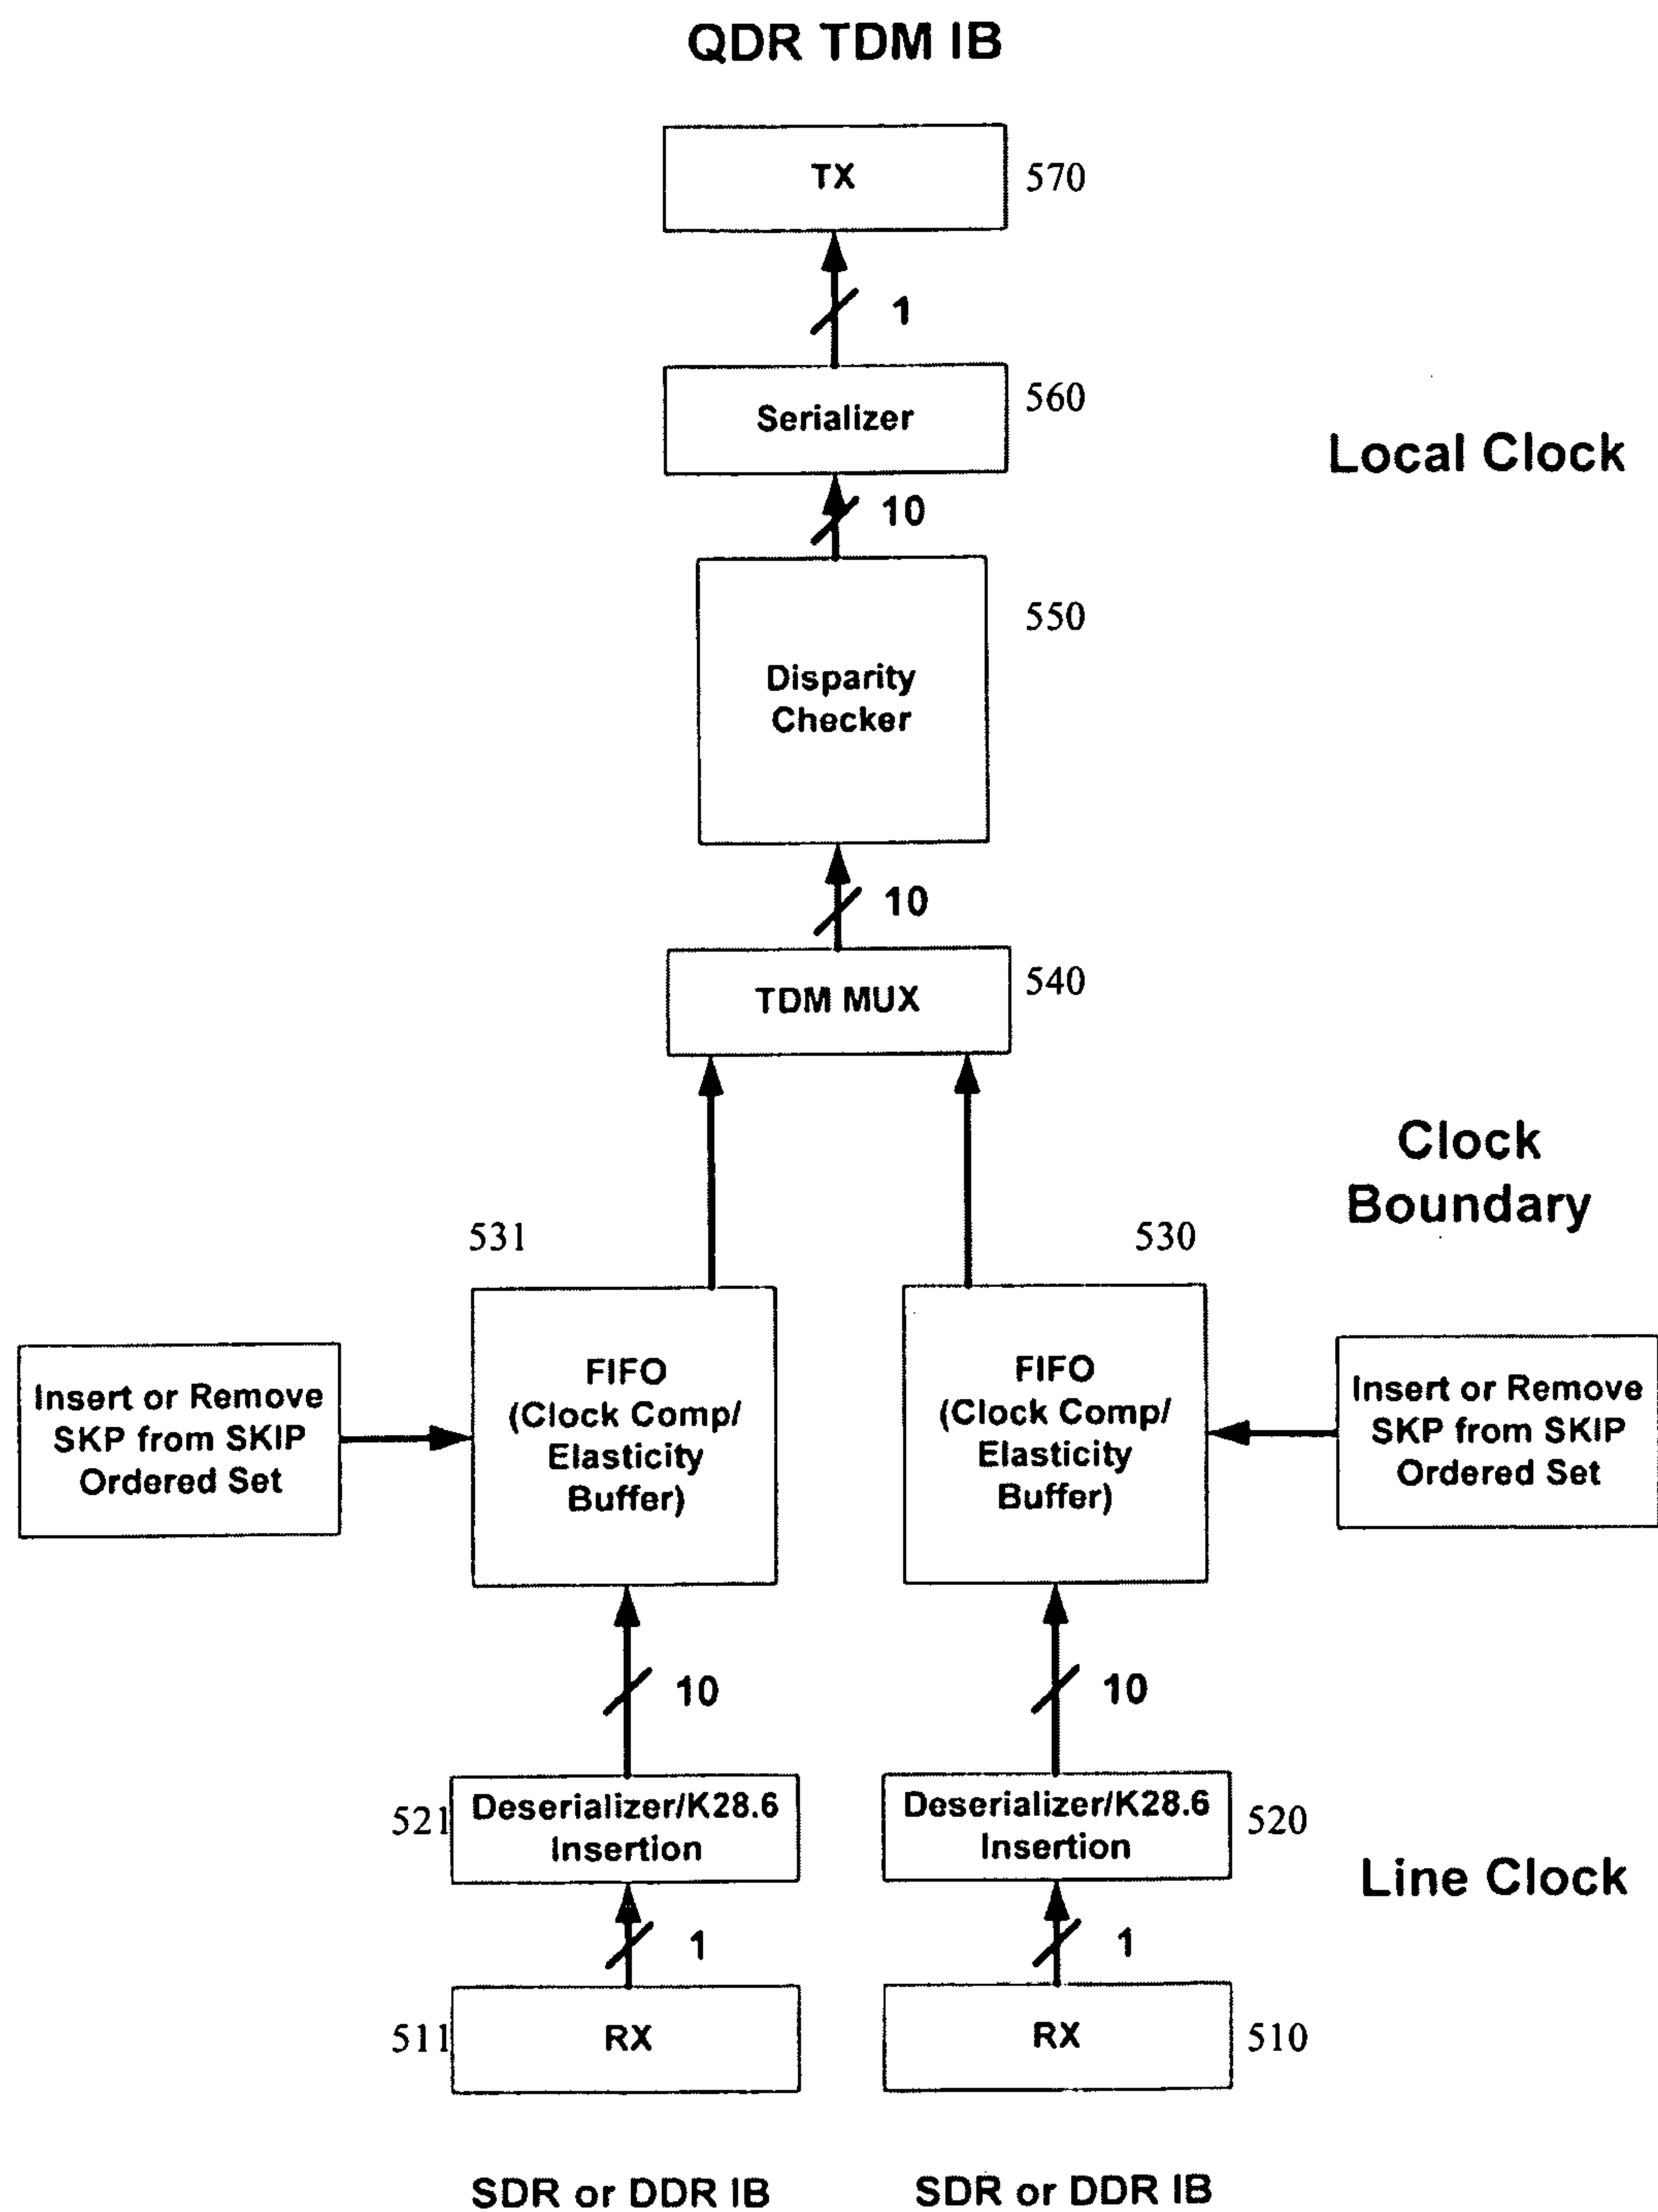 QDR TDM IB
TX
570
1
Serializer
560
Local Clock
10
550
Disparity
Checker
10
TDM MUX
540
Clock
Boundary
531
530
Insert or Remove
SKP from SKIP
Ordered Set
FIFO
(Clock Comp/
Elasticity
Buffer)
FIFO
(Clock Comp/
Elasticity
Buffer)
Insert or Remove
SKP from SKIP
Ordered Set
10
10
521
Deserializer/K28.6
Insertion
Deserializer/K28.6
Insertion
520
Line Clock
1
1
511
RX
RX
510
SDR or DDR IB
SDR or DDR IB